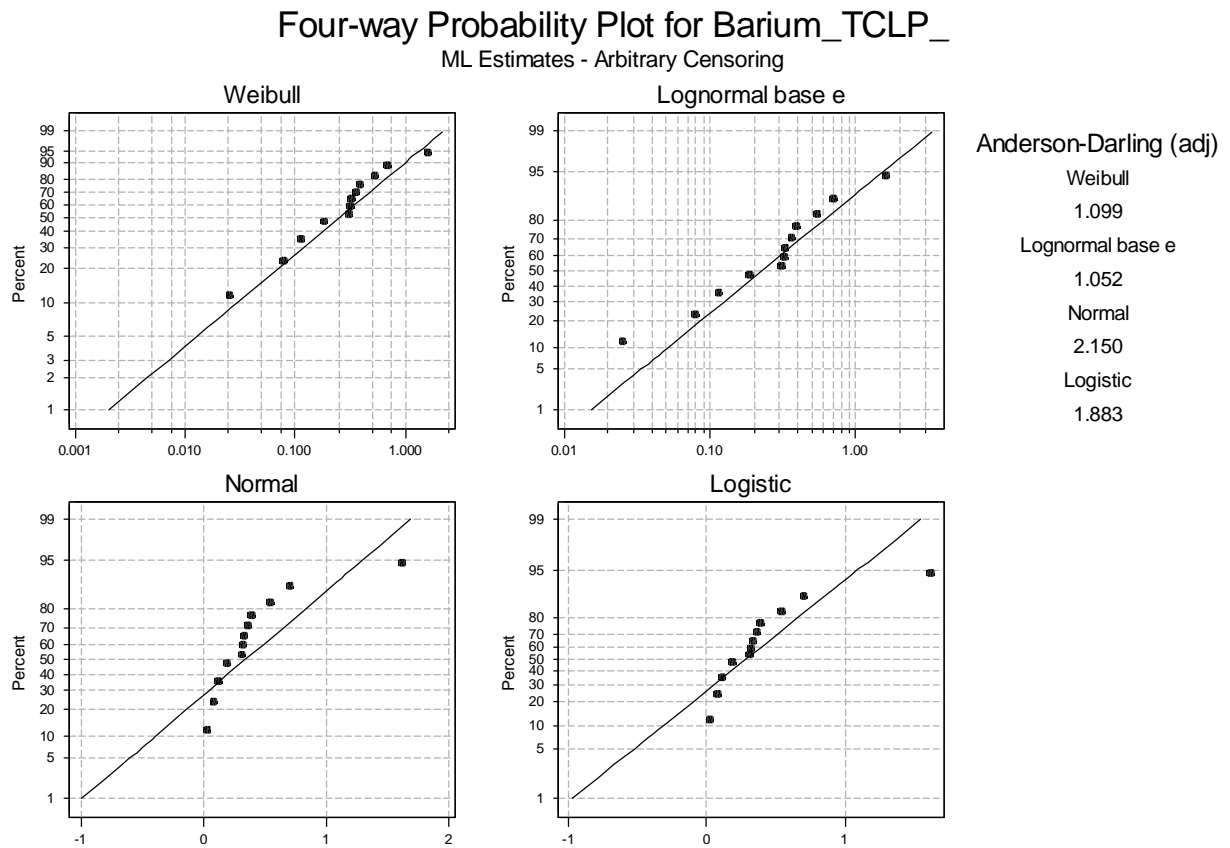 Four-way Probability Plot for Barium_TCLP_
ML Estimates - Arbitrary Censoring
Weibull
Percent
99
95
90
80
70
60
50
40
30
20
10
5
3
2
1
0.001 0.010 0.100 1.000
Lognormal base e
Percent
99
95
80
70
60
50
40
30
20
10
5
1
0.01 0.10 1.00
Anderson-Darling (adj)
Weibull
1.099
Lognormal base e
1.052
Normal
2.150
Logistic
1.883
Normal
Percent
99
95
80
70
60
50
40
30
20
10
5
1
-1 0 1 2
Logistic
Percent
99
95
80
70
60
50
40
30
20
10
5
1
-1 0 1